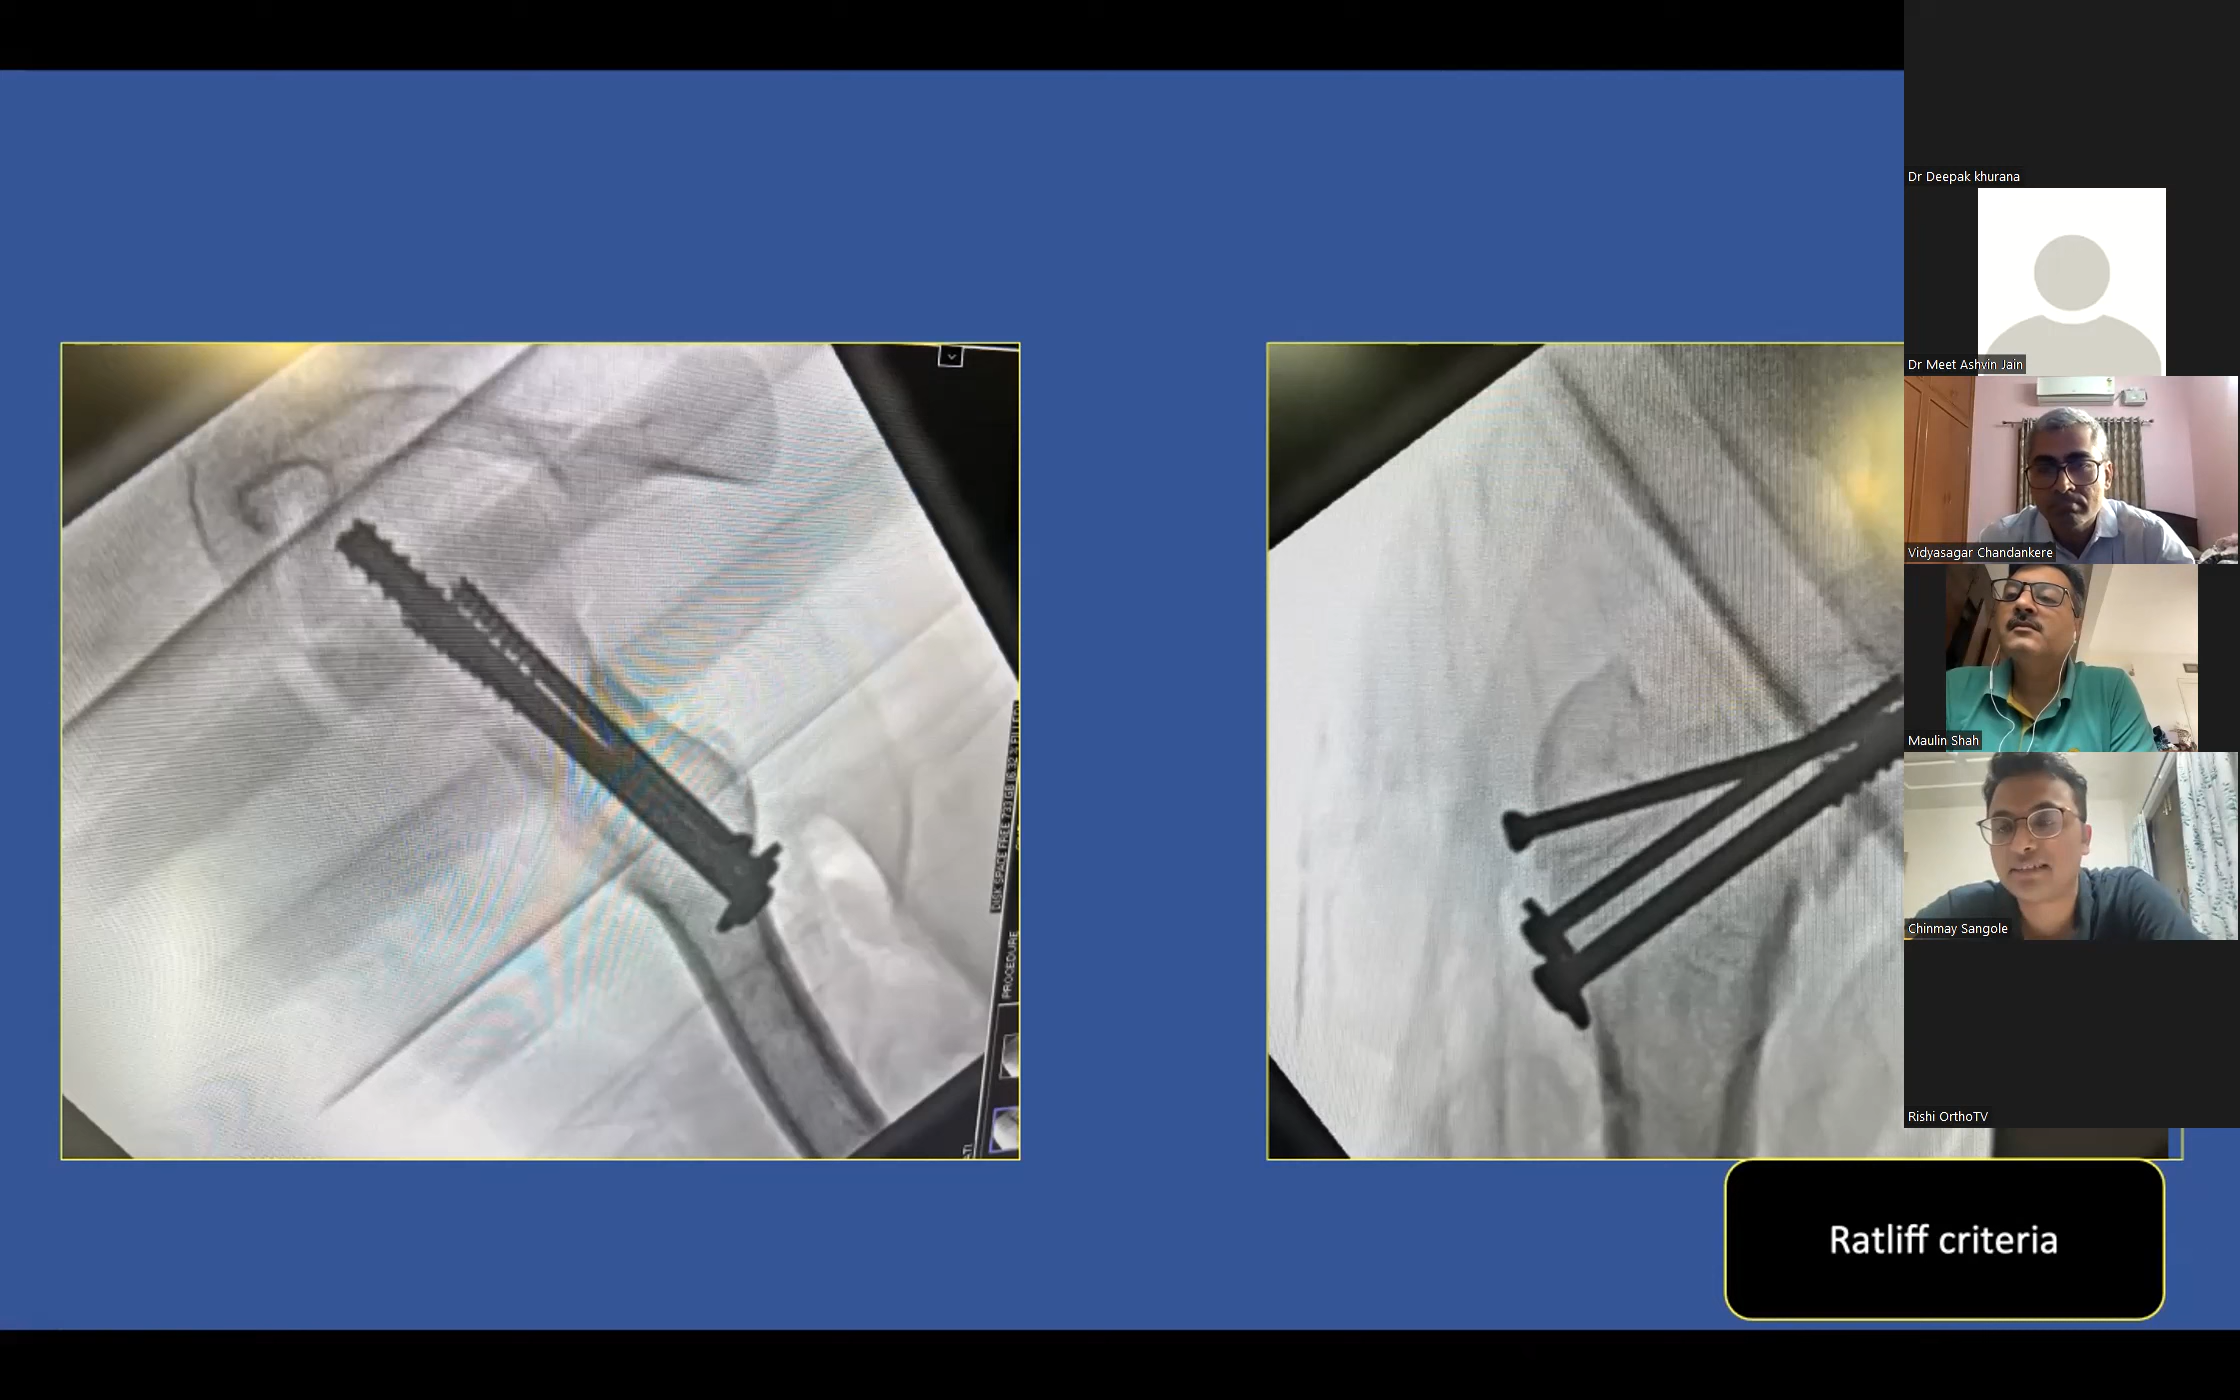 Dr Deepak khurana
Dr Meet Ashvin Jain
Vidyasagar Chandankere
Maulin Shah
Chinmay Sangole
Rishi OrthoTV
PROCEDURE
Ratliff criteria